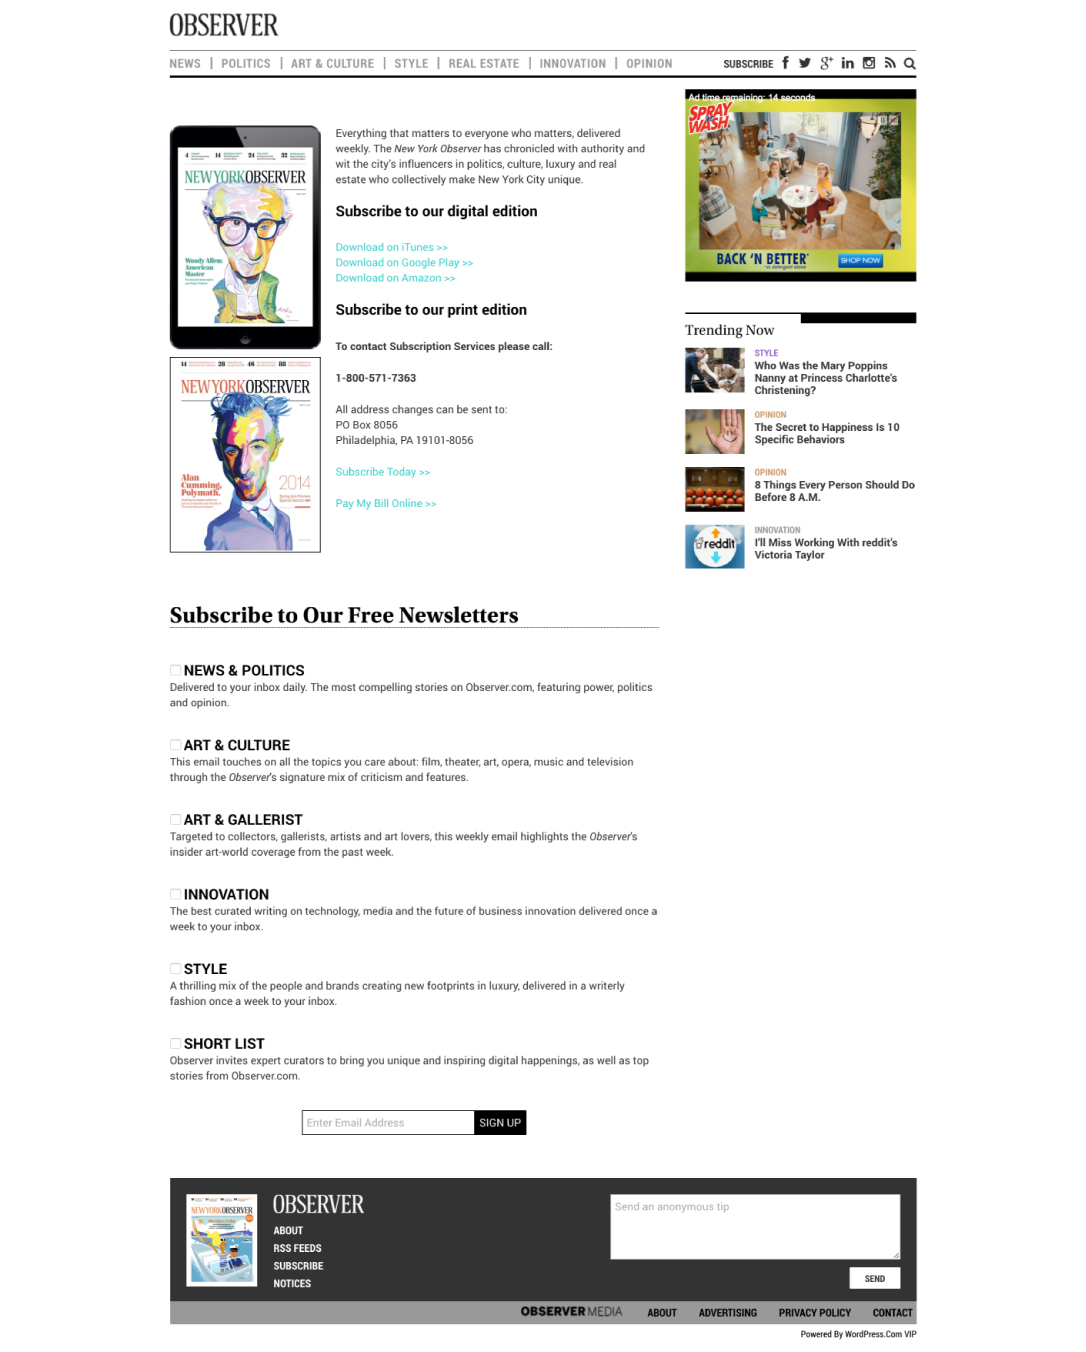 OBSERVER
NEWS | POLITICS | ART & CULTURE | STYLE | REAL ESTATE | INNOVATION | OPINION
SUBSCRIBE
4 14 24 32
NEW YORK OBSERVER
Woody Allen:
American
Master
14 28 46 88
NEW YORK OBSERVER
Alan
Cumming,
Polymath.
2014
Everything that matters to everyone who matters, delivered
weekly. The New York Observer has chronicled with authority and
wit the city's influencers in politics, culture, luxury and real
estate who collectively make New York City unique.
Subscribe to our digital edition
Download on iTunes >>
Download on Google Play >>
Download on Amazon >>
Subscribe to our print edition
To contact Subscription Services please call:
1-800-571-7363
All address changes can be sent to:
PO Box 8056
Philadelphia, PA 19101-8056
Subscribe Today >>
Pay My Bill Online >>
Ad time remaining: 14 seconds
SPRAY
'N WASH
BACK 'N BETTER*
SHOP NOW
Trending Now
STYLE
Who Was the Mary Poppins
Nanny at Princess Charlotte's
Christening?
OPINION
The Secret to Happiness Is 10
Specific Behaviors
OPINION
8 Things Every Person Should Do
Before 8 A.M.
reddit
INNOVATION
I'll Miss Working With reddit's
Victoria Taylor
Subscribe to Our Free Newsletters
NEWS & POLITICS
Delivered to your inbox daily. The most compelling stories on Observer.com, featuring power, politics
and opinion.
ART & CULTURE
This email touches on all the topics you care about: film, theater, art, opera, music and television
through the Observer's signature mix of criticism and features.
ART & GALLERIST
Targeted to collectors, gallerists, artists and art lovers, this weekly email highlights the Observer's
insider art-world coverage from the past week.
INNOVATION
The best curated writing on technology, media and the future of business innovation delivered once a
week to your inbox.
STYLE
A thrilling mix of the people and brands creating new footprints in luxury, delivered in a writerly
fashion once a week to your inbox.
SHORT LIST
Observer invites expert curators to bring you unique and inspiring digital happenings, as well as top
stories from Observer.com.
Enter Email Address
SIGN UP
NEW YORK OBSERVER
OBSERVER
ABOUT
RSS FEEDS
SUBSCRIBE
NOTICES
Send an anonymous tip
SEND
OBSERVER MEDIA ABOUT ADVERTISING PRIVACY POLICY CONTACT
Powered By WordPress.Com VIP